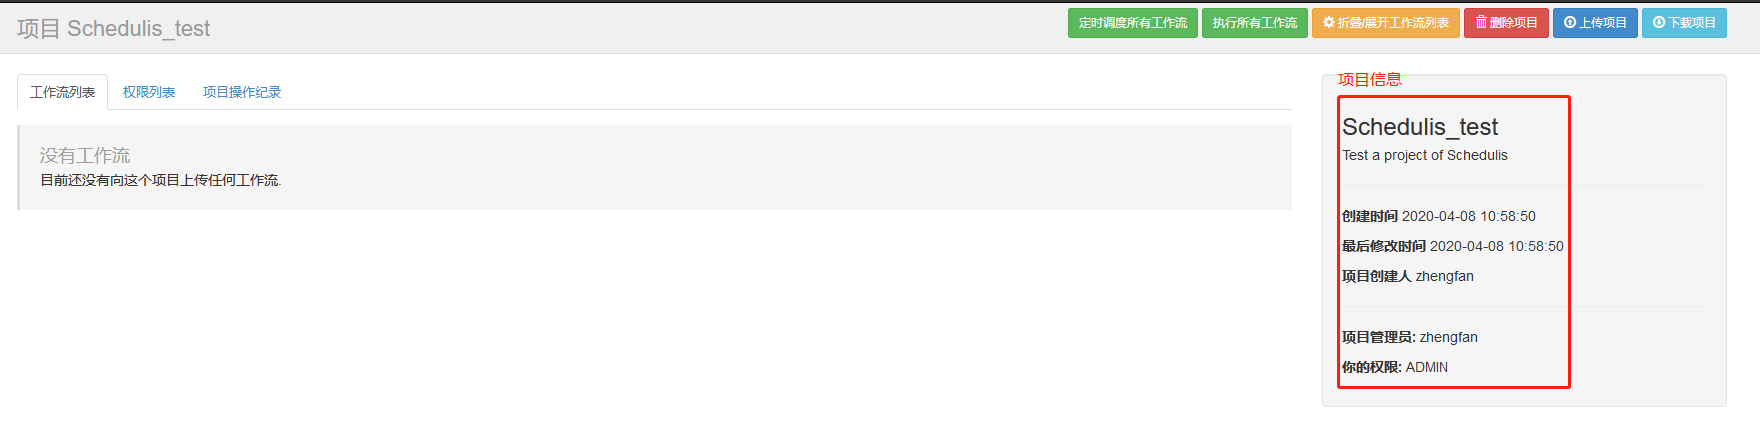 项目 Schedulis_test
定时调度所有工作流 执行所有工作流 折叠/展开工作流列表 删除项目 上传项目 下载项目
工作流列表 权限列表 项目操作纪录
没有工作流
目前还没有向这个项目上传任何工作流.
项目信息
Schedulis_test
Test a project of Schedulis
创建时间 2020-04-08 10:58:50
最后修改时间 2020-04-08 10:58:50
项目创建人 zhengfan
项目管理员: zhengfan
你的权限: ADMIN